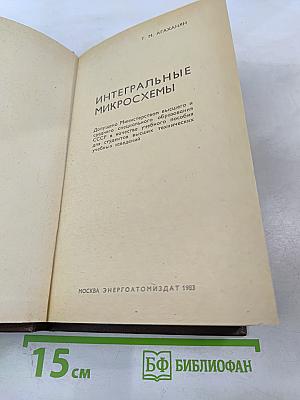 Т. М. АГАХАНЯН
ИНТЕГРАЛЬНЫЕ
МИКРОСХЕМЫ
Допущено Министерством высшего и
среднего специального образования
СССР в качестве учебного пособия
для студентов высших технических
учебных заведений
МОСКВА ЭНЕРГОАТОМИЗДАТ 1983
15 см
БФ БИБЛИОФАН